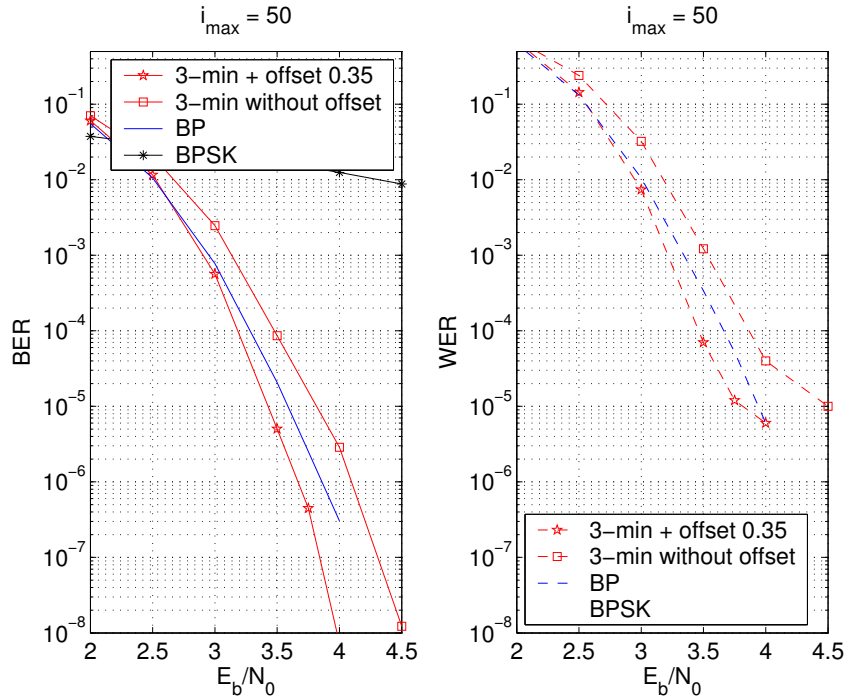 i_max = 50
3−min + offset 0.35
3−min without offset
BP
BPSK
10^−1
10^−2
10^−3
10^−4
10^−5
10^−6
10^−7
10^−8
BER
2 2.5 3 3.5 4 4.5
E_b/N_0
i_max = 50
10^−1
10^−2
10^−3
10^−4
10^−5
10^−6
10^−7
10^−8
WER
3−min + offset 0.35
3−min without offset
BP
BPSK
2 2.5 3 3.5 4 4.5
E_b/N_0